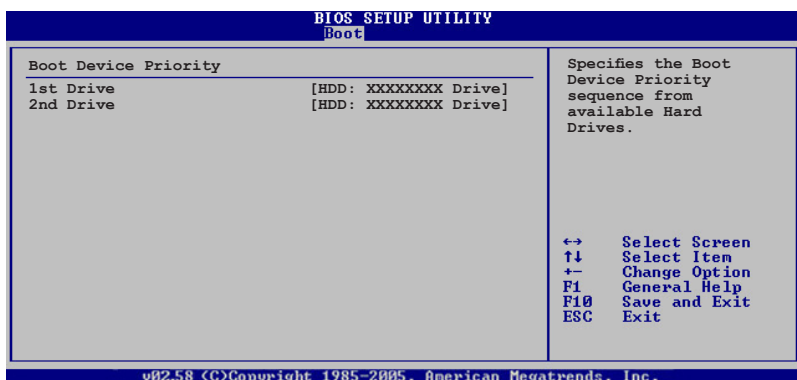 BIOS SETUP UTILITY
Boot
Boot Device Priority
1st Drive [HDD: XXXXXXXX Drive]
2nd Drive [HDD: XXXXXXXX Drive]
Specifies the Boot
Device Priority
sequence from
available Hard
Drives.
←→ Select Screen
↑↓ Select Item
+- Change Option
F1 General Help
F10 Save and Exit
ESC Exit
v02.58 (C)Copyright 1985-2005, American Megatrends, Inc.